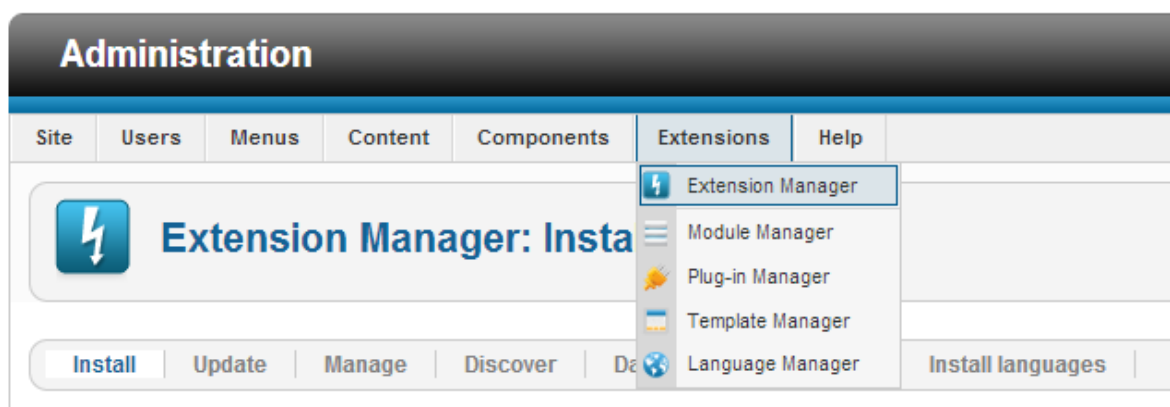 Administration
Site Users Menus Content Components Extensions Help
Extension Manager
Extension Manager: Insta
Module Manager
Plug-in Manager
Template Manager
Language Manager
Install Update Manage Discover Da Install languages